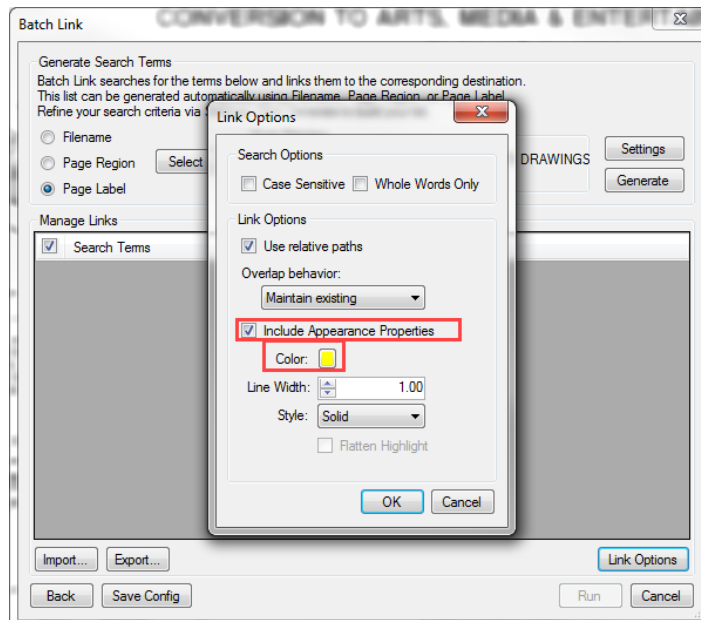 CONVERSION TO ARTS, MEDIA & ENTERTAI
Batch Link
Generate Search Terms
Batch Link searches for the terms below and links them to the corresponding destination.
This list can be generated automatically using Filename, Page Region, or Page Label.
Refine your search criteria via
Filename
Page Region
Select
Page Label
DRAWINGS
Settings
Generate
Manage Links
Search Terms
Link Options
Search Options
Case Sensitive
Whole Words Only
Link Options
Use relative paths
Overlap behavior:
Maintain existing
Include Appearance Properties
Color:
Line Width:
1.00
Style:
Solid
Flatten Highlight
OK
Cancel
Import...
Export...
Link Options
Back
Save Config
Run
Cancel